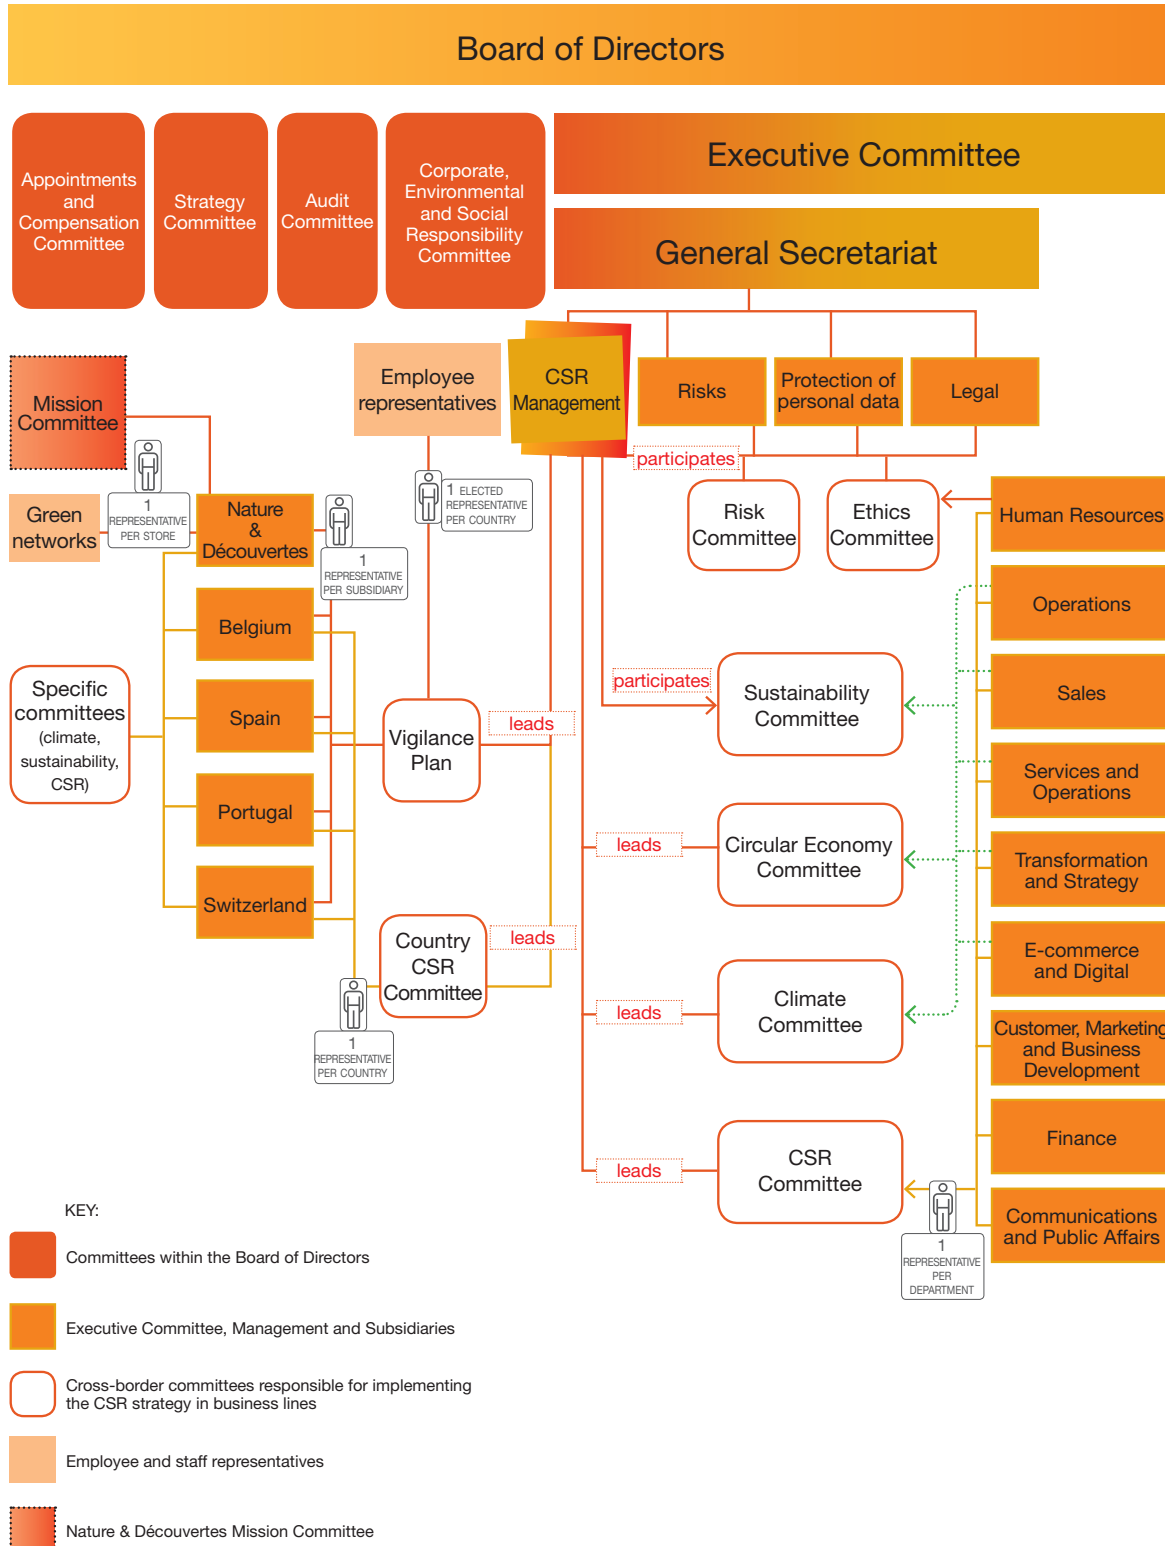 Board of Directors
Appointments
and
Compensation
Committee
Strategy
Committee
Audit
Committee
Corporate,
Environmental
and Social
Responsibility
Committee
Executive Committee
General Secretariat
Mission
Committee
Employee
representatives
CSR
Management
Risks
Protection of
personal data
Legal
participates
Green
networks
1
REPRESENTATIVE
PER STORE
Nature
&
Découvertes
1
REPRESENTATIVE
PER SUBSIDIARY
1 ELECTED
REPRESENTATIVE
PER COUNTRY
Risk
Committee
Ethics
Committee
Human Resources
Belgium
Operations
Specific
committees
(climate,
sustainability,
CSR)
Spain
Vigilance
Plan
leads
participates
Sustainability
Committee
Sales
Portugal
Services and
Operations
leads
Circular Economy
Committee
Transformation
and Strategy
Switzerland
Country
CSR
Committee
leads
E-commerce
and Digital
1
REPRESENTATIVE
PER COUNTRY
leads
Climate
Committee
Customer, Marketing
and Business
Development
Finance
leads
CSR
Committee
1
REPRESENTATIVE
PER
DEPARTMENT
Communications
and Public Affairs
KEY:
Committees within the Board of Directors
Executive Committee, Management and Subsidiaries
Cross-border committees responsible for implementing
the CSR strategy in business lines
Employee and staff representatives
Nature & Découvertes Mission Committee